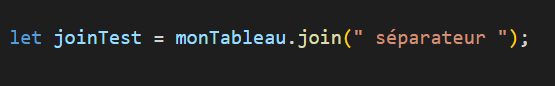 let joinTest = monTableau.join(" séparateur ");